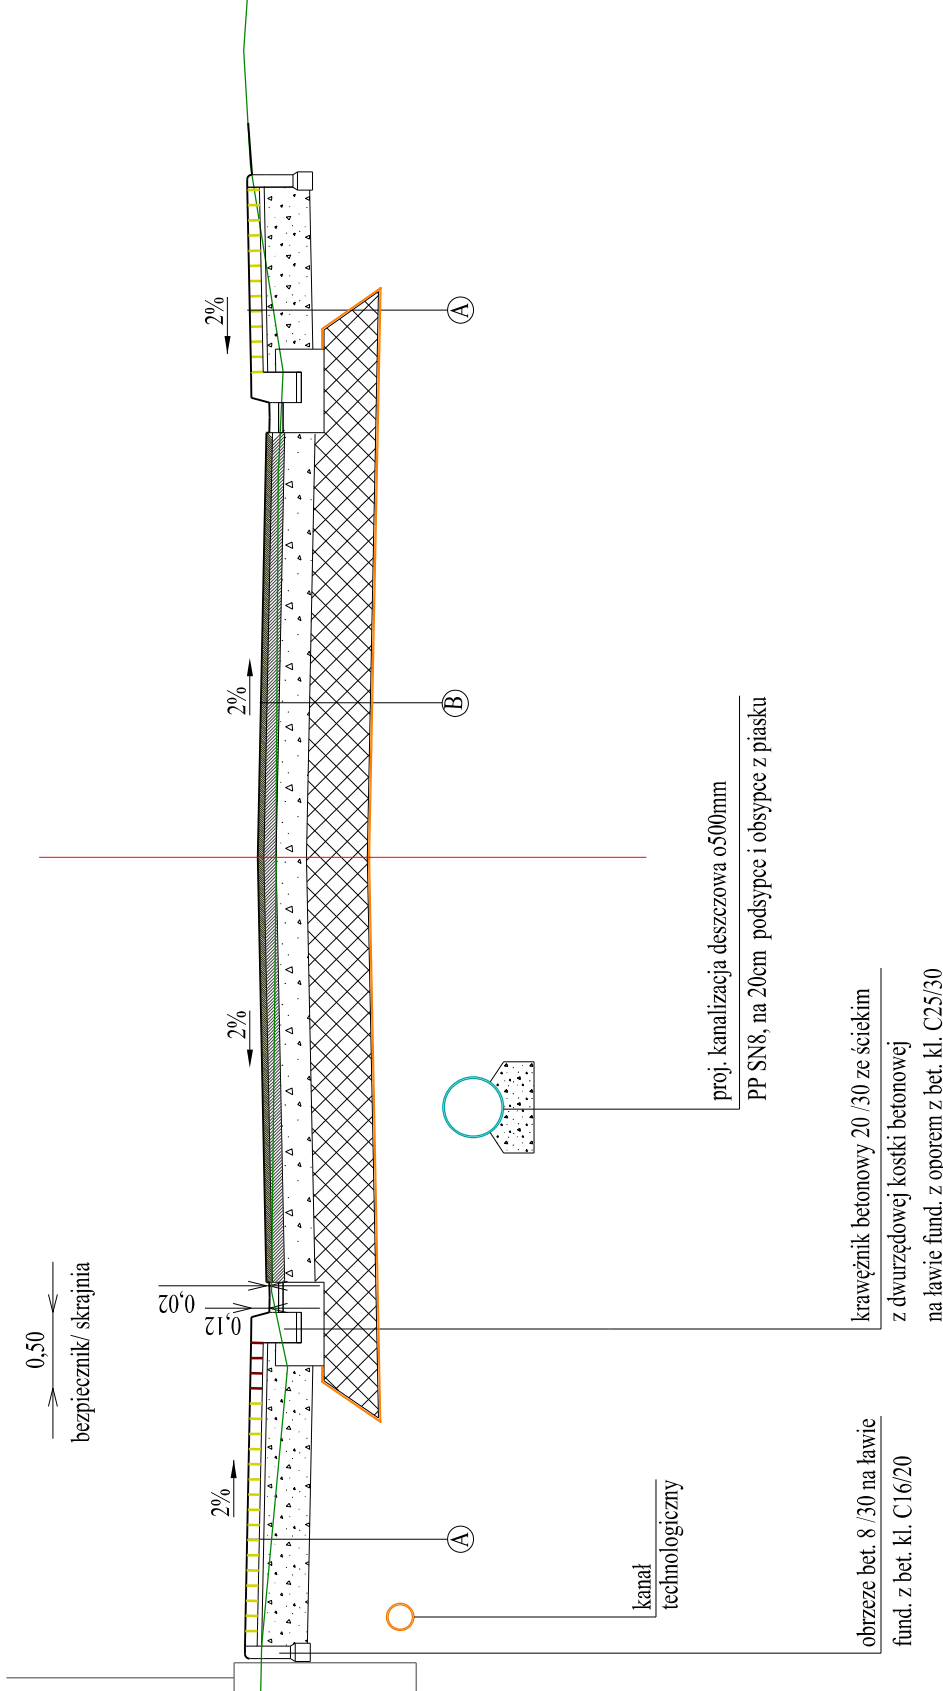 0,50
bezpiecznik/ skrajnia
2%
2%
2%
2%
0,02
0,12
A
B
A
kanał
technologiczny
proj. kanalizacja deszczowa o500mm
PP SN8, na 20cm podsypce i obsypce z piasku
obrzeże bet. 8 /30 na ławie
fund. z bet. kl. C16/20
krawężnik betonowy 20 /30 ze ściekim
z dwurzędowej kostki betonowej
na ławie fund. z oporem z bet. kl. C25/30